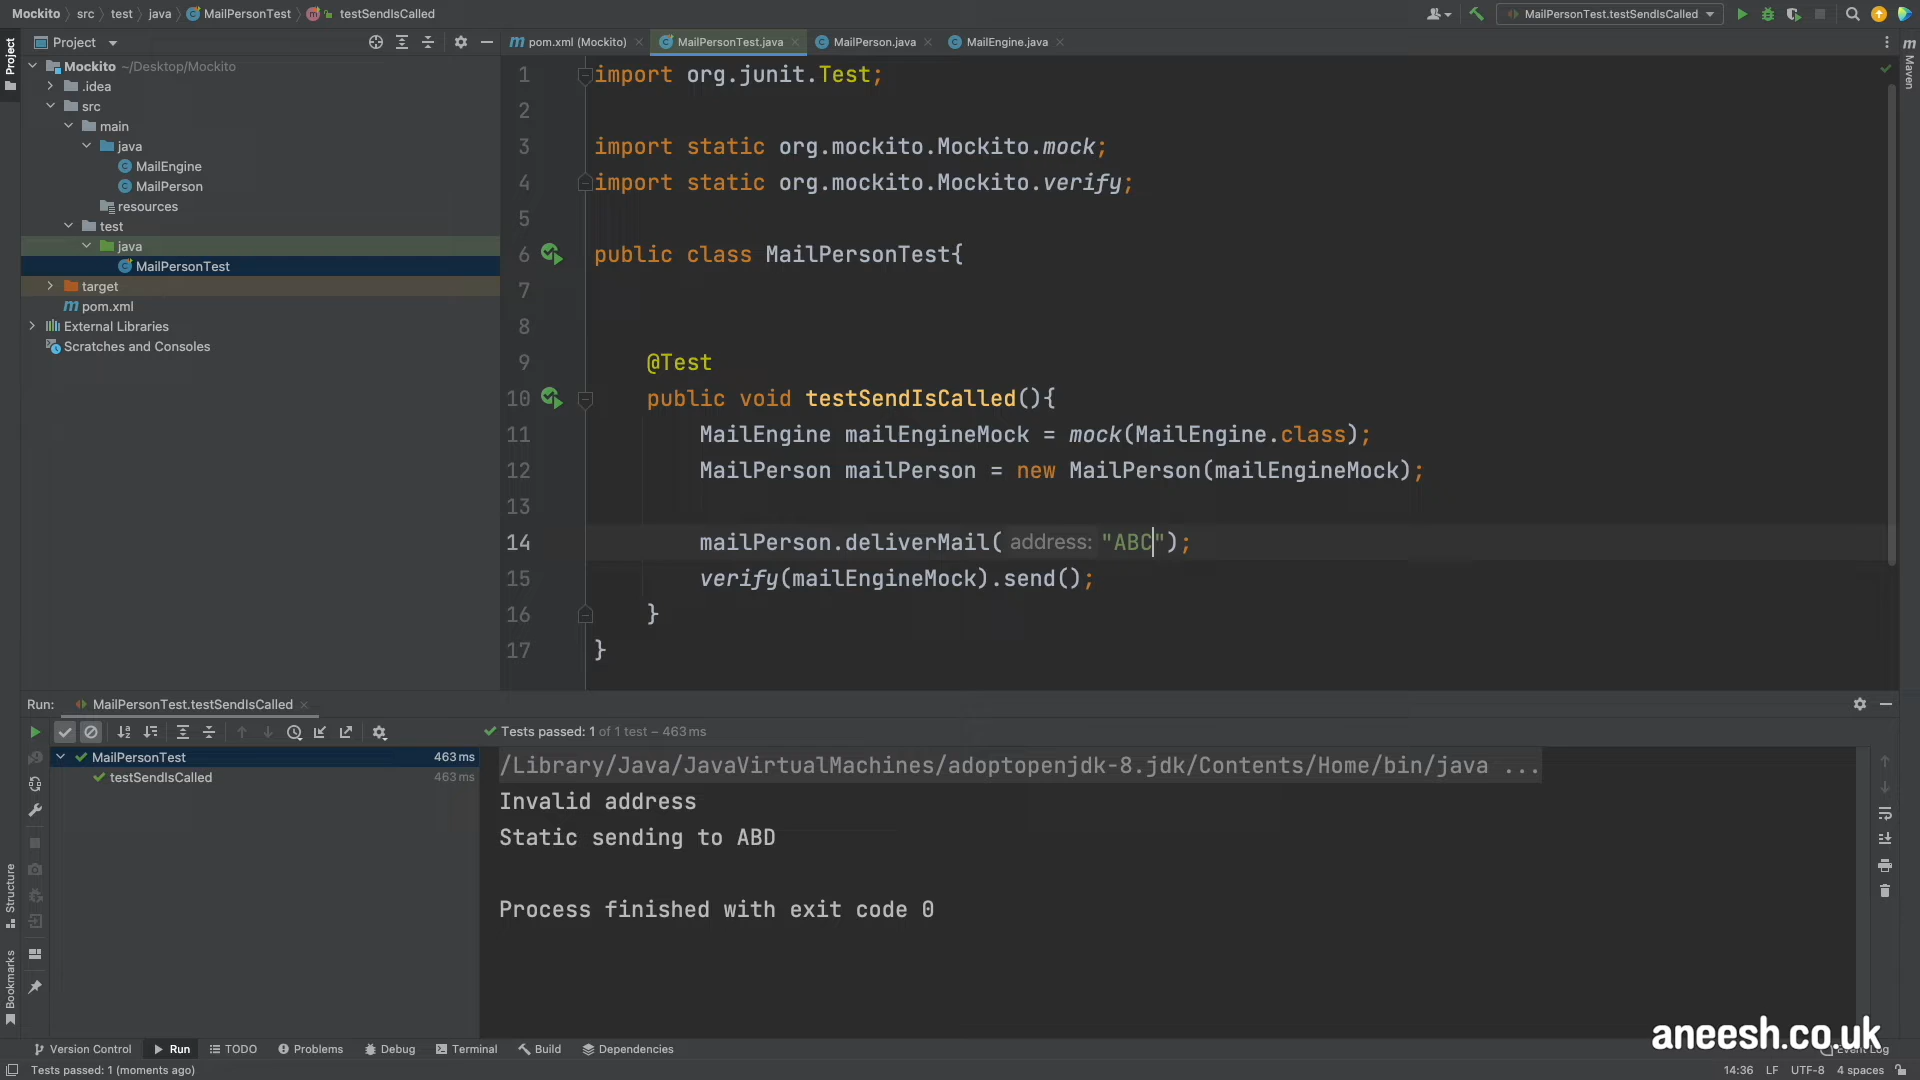 Mockito src test java MailPersonTest testSendIsCalled
MailPersonTest.testSendIsCalled
Project
pom.xml (Mockito) MailPersonTest.java MailPerson.java MailEngine.java
Project
Maven
Mockito ~/Desktop/Mockito
.idea
src
main
java
MailEngine
MailPerson
resources
test
java
MailPersonTest
target
pom.xml
External Libraries
Scratches and Consoles
1 import org.junit.Test;
2
3 import static org.mockito.Mockito.mock;
4 import static org.mockito.Mockito.verify;
5
6 public class MailPersonTest{
7
8
9 @Test
10 public void testSendIsCalled(){
11 MailEngine mailEngineMock = mock(MailEngine.class);
12 MailPerson mailPerson = new MailPerson(mailEngineMock);
13
14 mailPerson.deliverMail( address: "ABC");
15 verify(mailEngineMock).send();
16 }
17 }
Run: MailPersonTest.testSendIsCalled
Tests passed: 1 of 1 test – 463 ms
MailPersonTest 463 ms
testSendIsCalled 463 ms
/Library/Java/JavaVirtualMachines/adoptopenjdk-8.jdk/Contents/Home/bin/java ...
Invalid address
Static sending to ABD
Process finished with exit code 0
Structure
Bookmarks
aneesh.co.uk
Version Control Run TODO Problems Debug Terminal Build Dependencies
Event Log
Tests passed: 1 (moments ago)
14:36 LF UTF-8 4 spaces